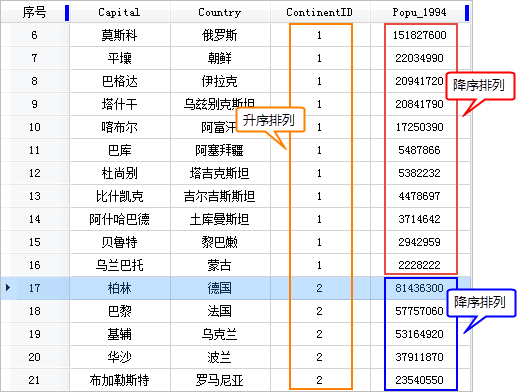 序号 Capital Country ContinentID Popu_1994
6 莫斯科 俄罗斯 1 151827600
7 平壤 朝鲜 1 22034990
8 巴格达 伊拉克 1 20941720
9 塔什干 乌兹别克斯坦 1 20841790
10 喀布尔 阿富汗 1 17250390
11 巴库 阿塞拜疆 1 5487866
12 杜尚别 塔吉克斯坦 1 5382232
13 比什凯克 吉尔吉斯斯坦 1 4478697
14 阿什哈巴德 土库曼斯坦 1 3714642
15 贝鲁特 黎巴嫩 1 2942959
16 乌兰巴托 蒙古 1 2228222
17 柏林 德国 2 81436300
18 巴黎 法国 2 57757060
19 基辅 乌克兰 2 53164920
20 华沙 波兰 2 37911870
21 布加勒斯特 罗马尼亚 2 23540550
升序排列
降序排列
降序排列